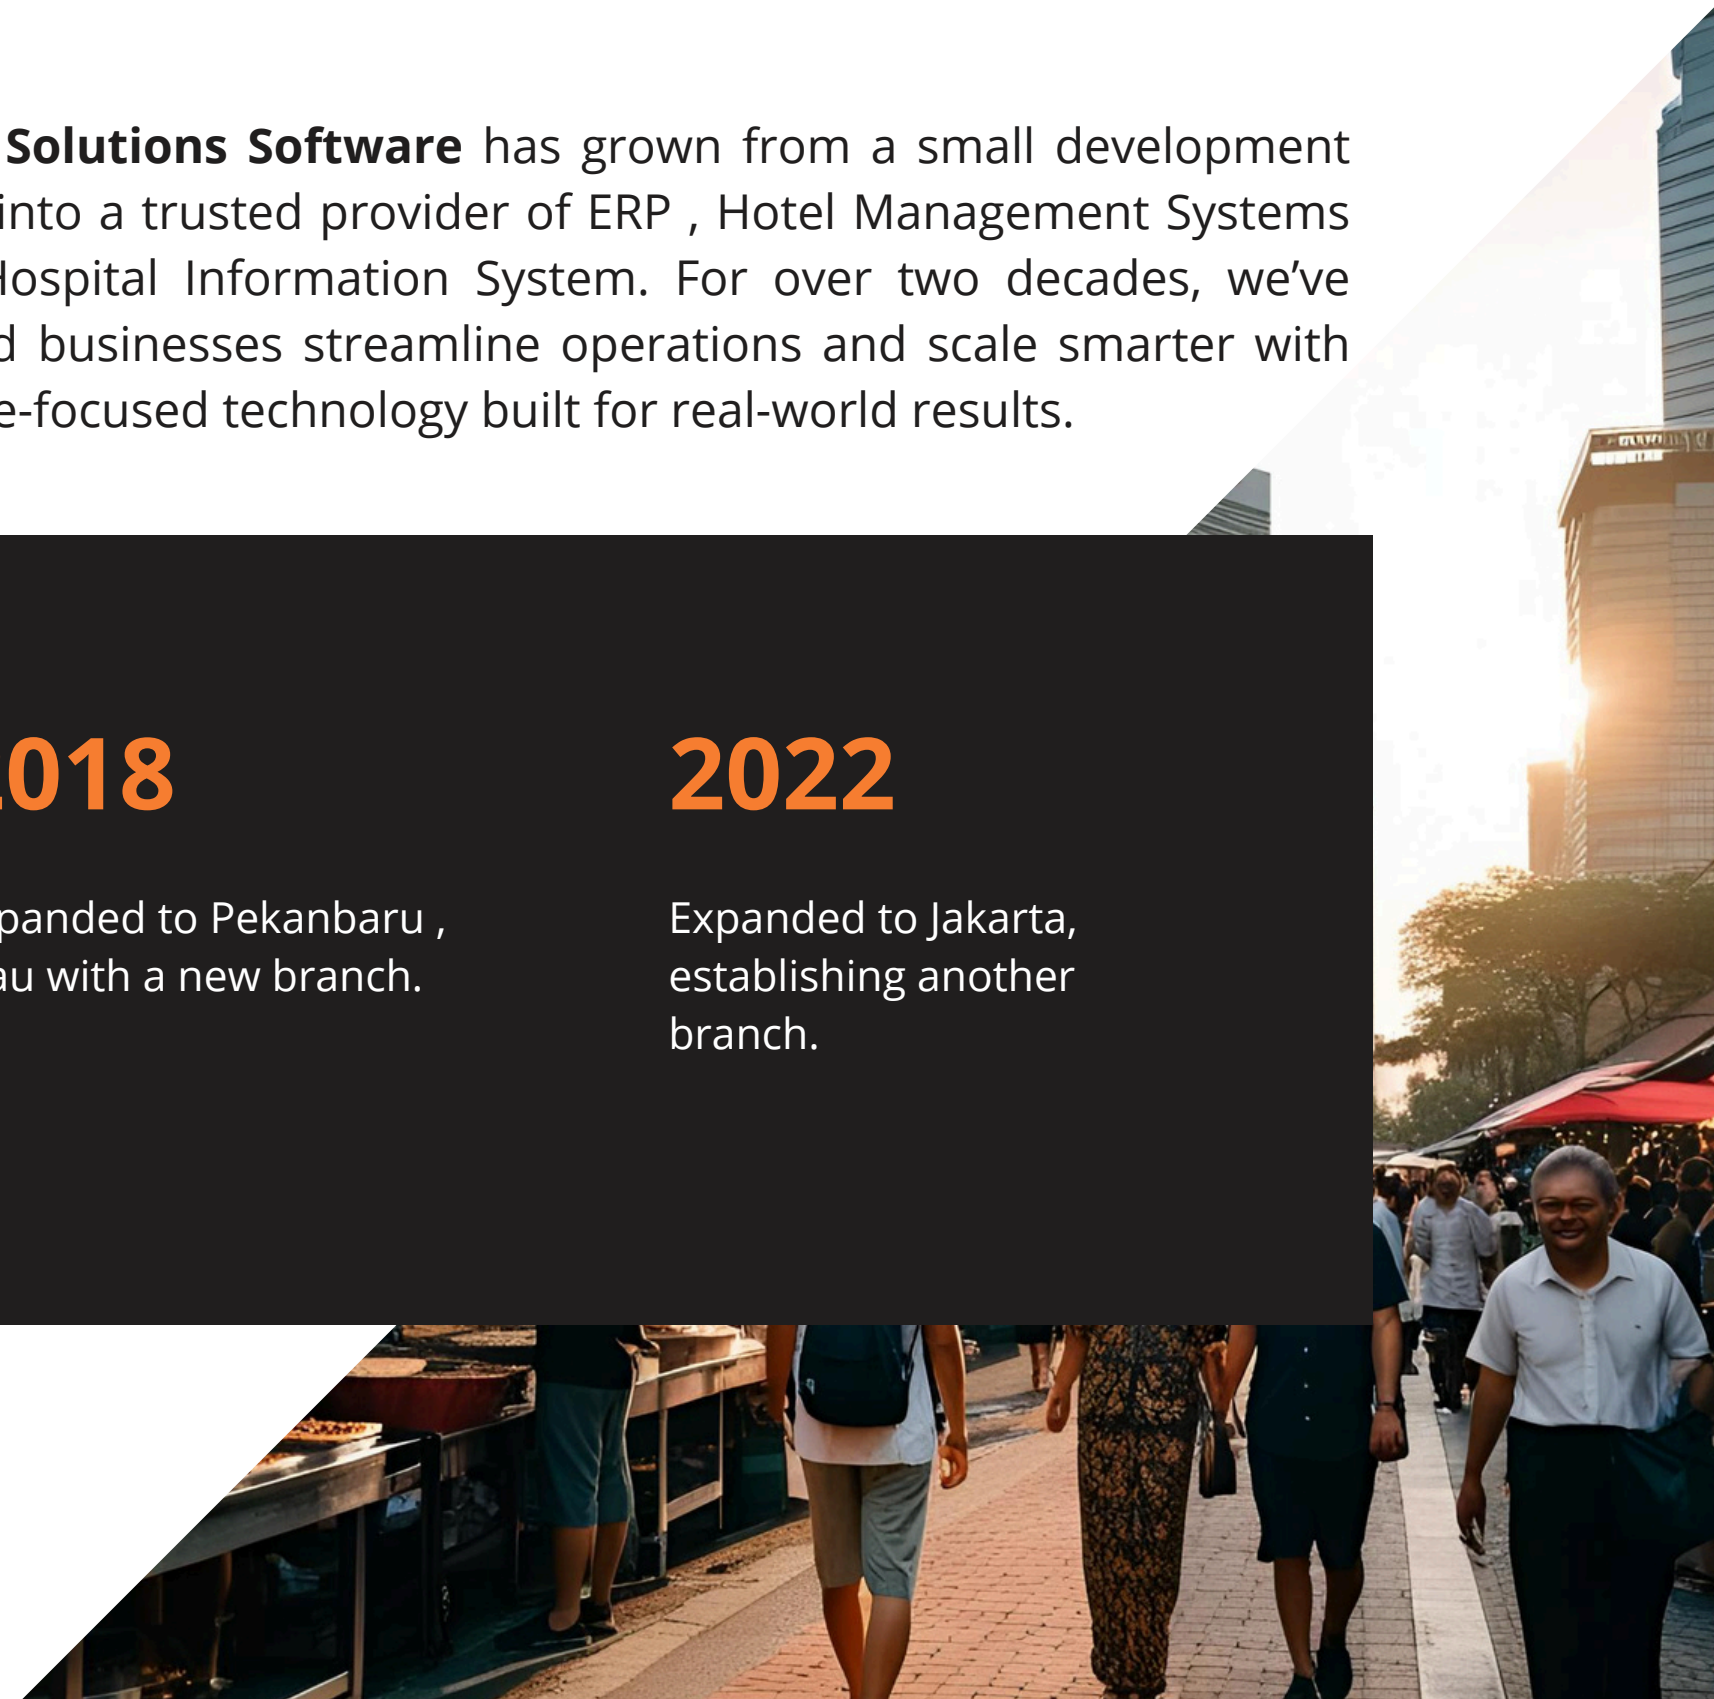 Solutions Software has grown from a small development
into a trusted provider of ERP , Hotel Management Systems
Hospital Information System. For over two decades, we’ve
businesses streamline operations and scale smarter with
-focused technology built for real-world results.
2018
2022
panded to Pekanbaru ,
au with a new branch.
Expanded to Jakarta,
establishing another
branch.